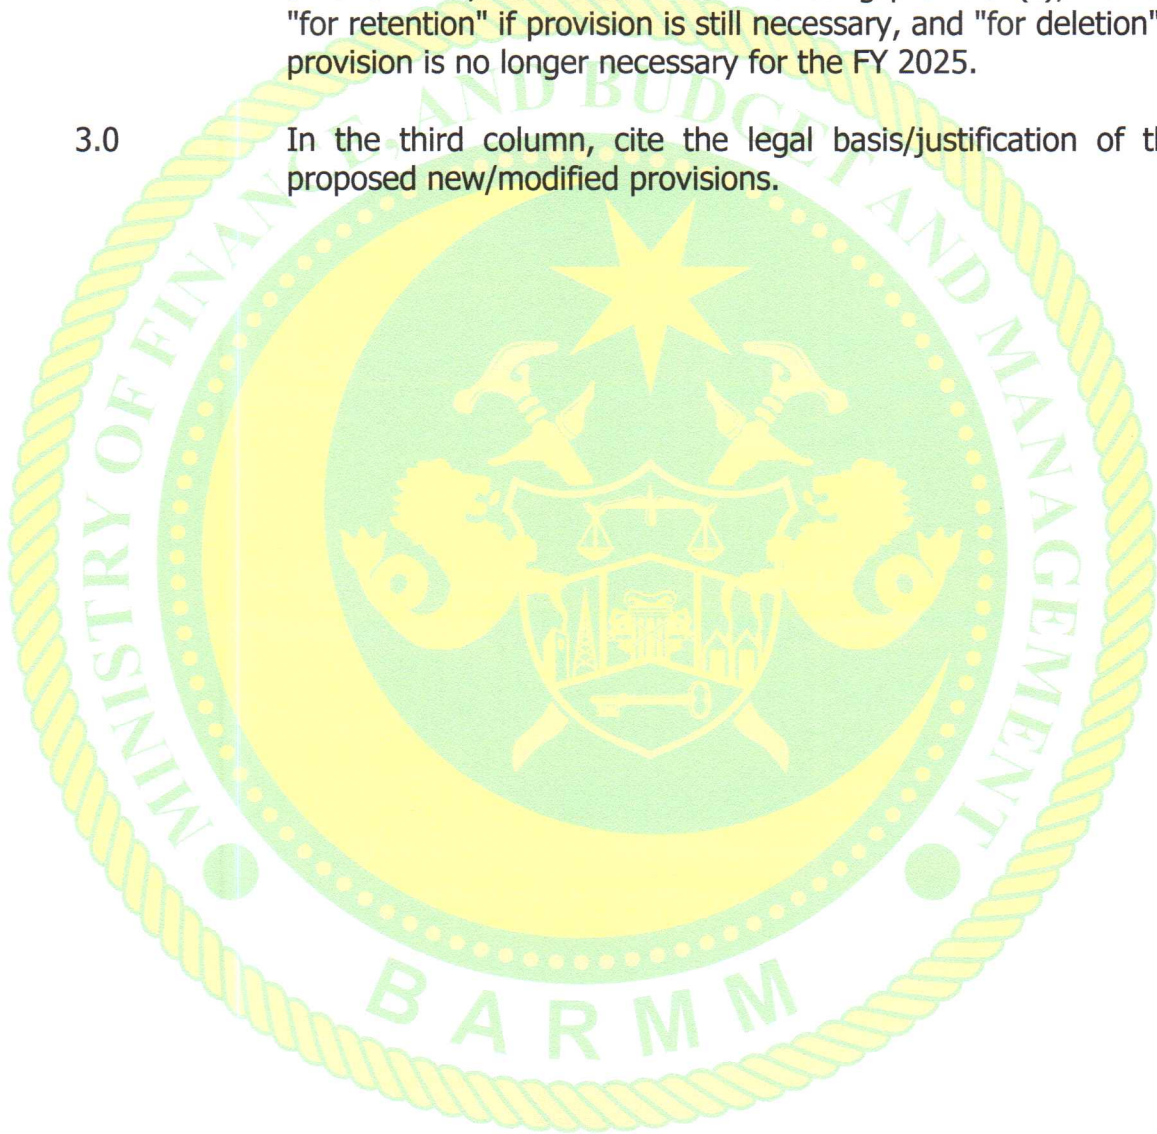 "for retention" if provision is still necessary, and "for deletion"
provision is no longer necessary for the FY 2025.
3.0 In the third column, cite the legal basis/justification of
proposed new/modified provisions.
MINISTRY OF FINANCE, AND BUDGET AND MANAGEMENT
BARMM